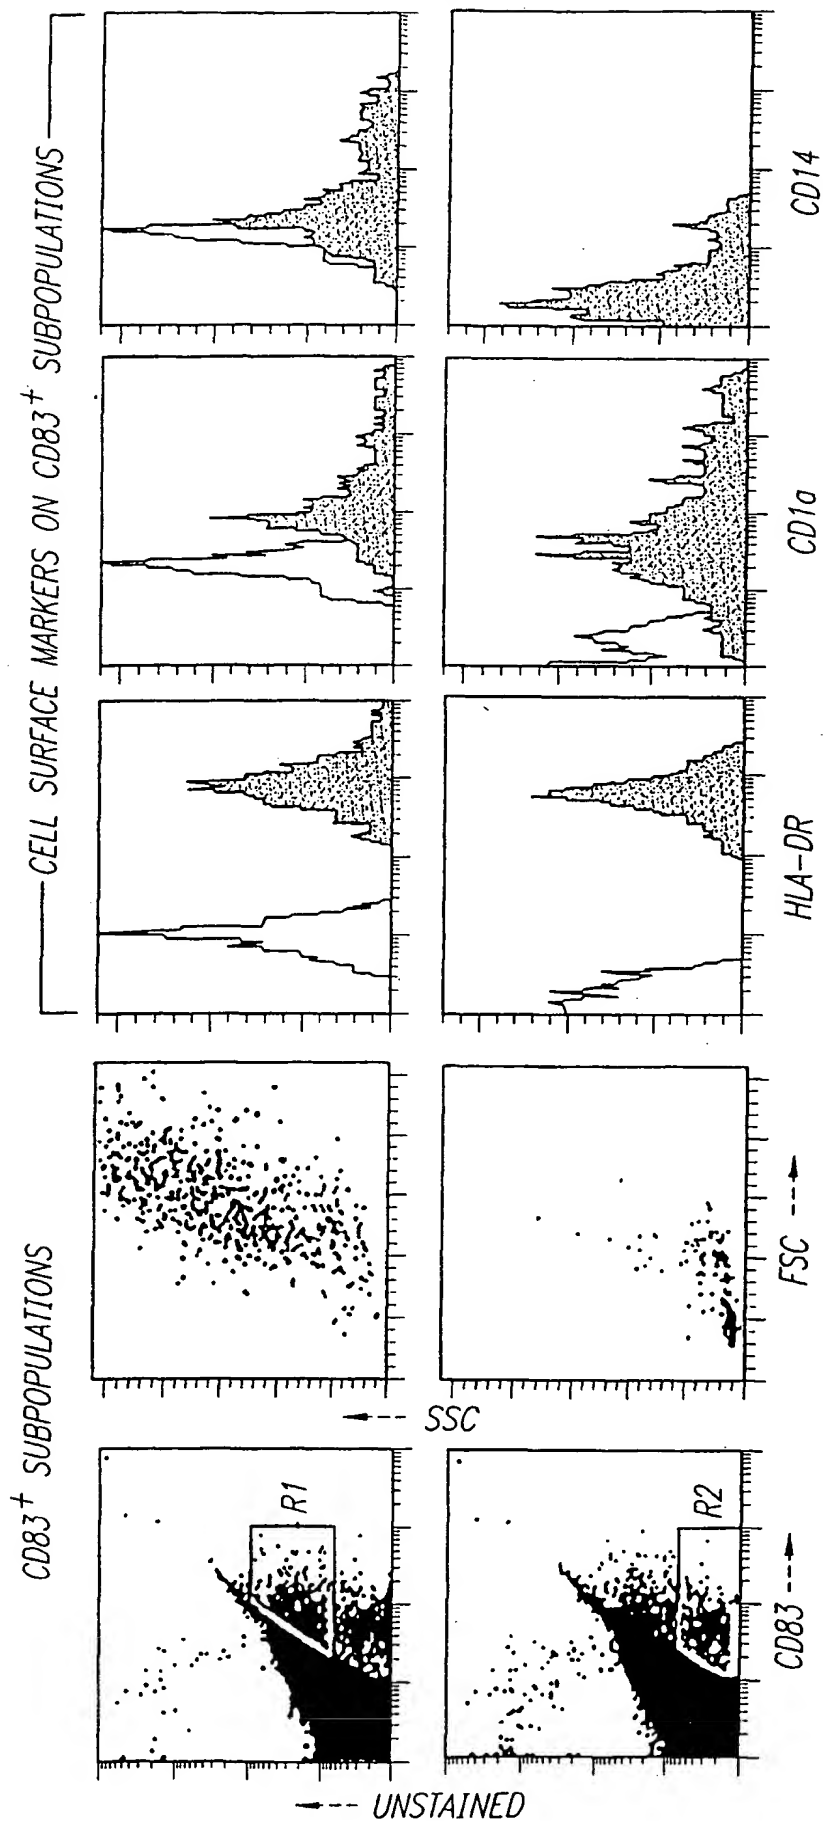 CD83⁺ SUBPOPULATIONS
CELL SURFACE MARKERS ON CD83⁺ SUBPOPULATIONS
R1
R2
UNSTAINED
CD83
SSC
FSC
HLA-DR
CD1a
CD14